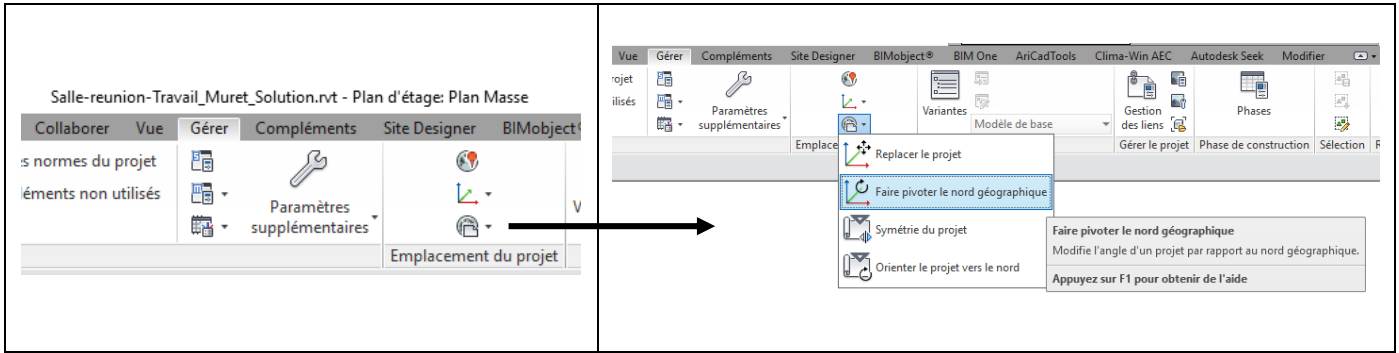 Salle-reunion-Travail_Muret_Solution.rvt - Plan d'étage: Plan Masse
Collaborer Vue Gérer Compléments Site Designer BIMobject
s normes du projet
éments non utilisés
Paramètres
supplémentaires
V
Emplacement du projet
Vue Gérer Compléments Site Designer BIMobject® BIM One AriCadTools Clima-Win AEC Autodesk Seek Modifier
rojet
ilisés
Paramètres
supplémentaires
Variantes
Modèle de base
Gestion
des liens
Phases
Emplace
Gérer le projet Phase de construction Sélection R
Replacer le projet
Faire pivoter le nord géographique
Symétrie du projet
Orienter le projet vers le nord
Faire pivoter le nord géographique
Modifie l'angle d'un projet par rapport au nord géographique.
Appuyez sur F1 pour obtenir de l'aide